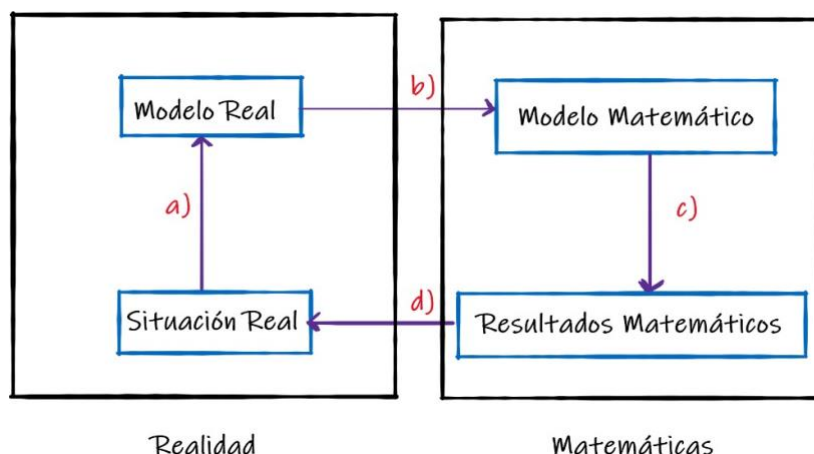 Modelo Real
b)
Modelo Matemático
a)
c)
Situación Real
d)
Resultados Matemáticos
Realidad
Matemáticas